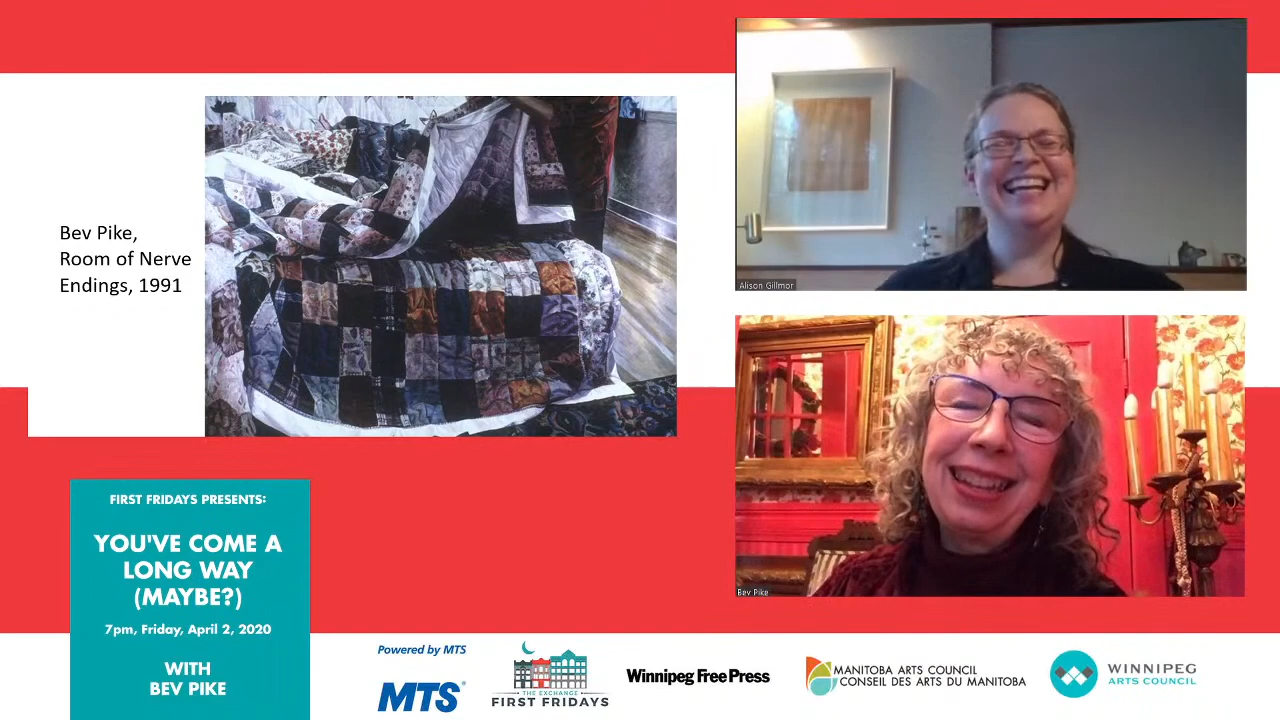 Bev Pike,
Room of Nerve
Endings, 1991
Alison Gillmor
Bev Pike
FIRST FRIDAYS PRESENTS:
YOU'VE COME A
LONG WAY
(MAYBE?)
7pm, Friday, April 2, 2020
WITH
BEV PIKE
Powered by MTS
MTS
THE EXCHANGE
FIRST FRIDAYS
Winnipeg Free Press
MANITOBA ARTS COUNCIL
CONSEIL DES ARTS DU MANITOBA
WINNIPEG
ARTS COUNCIL